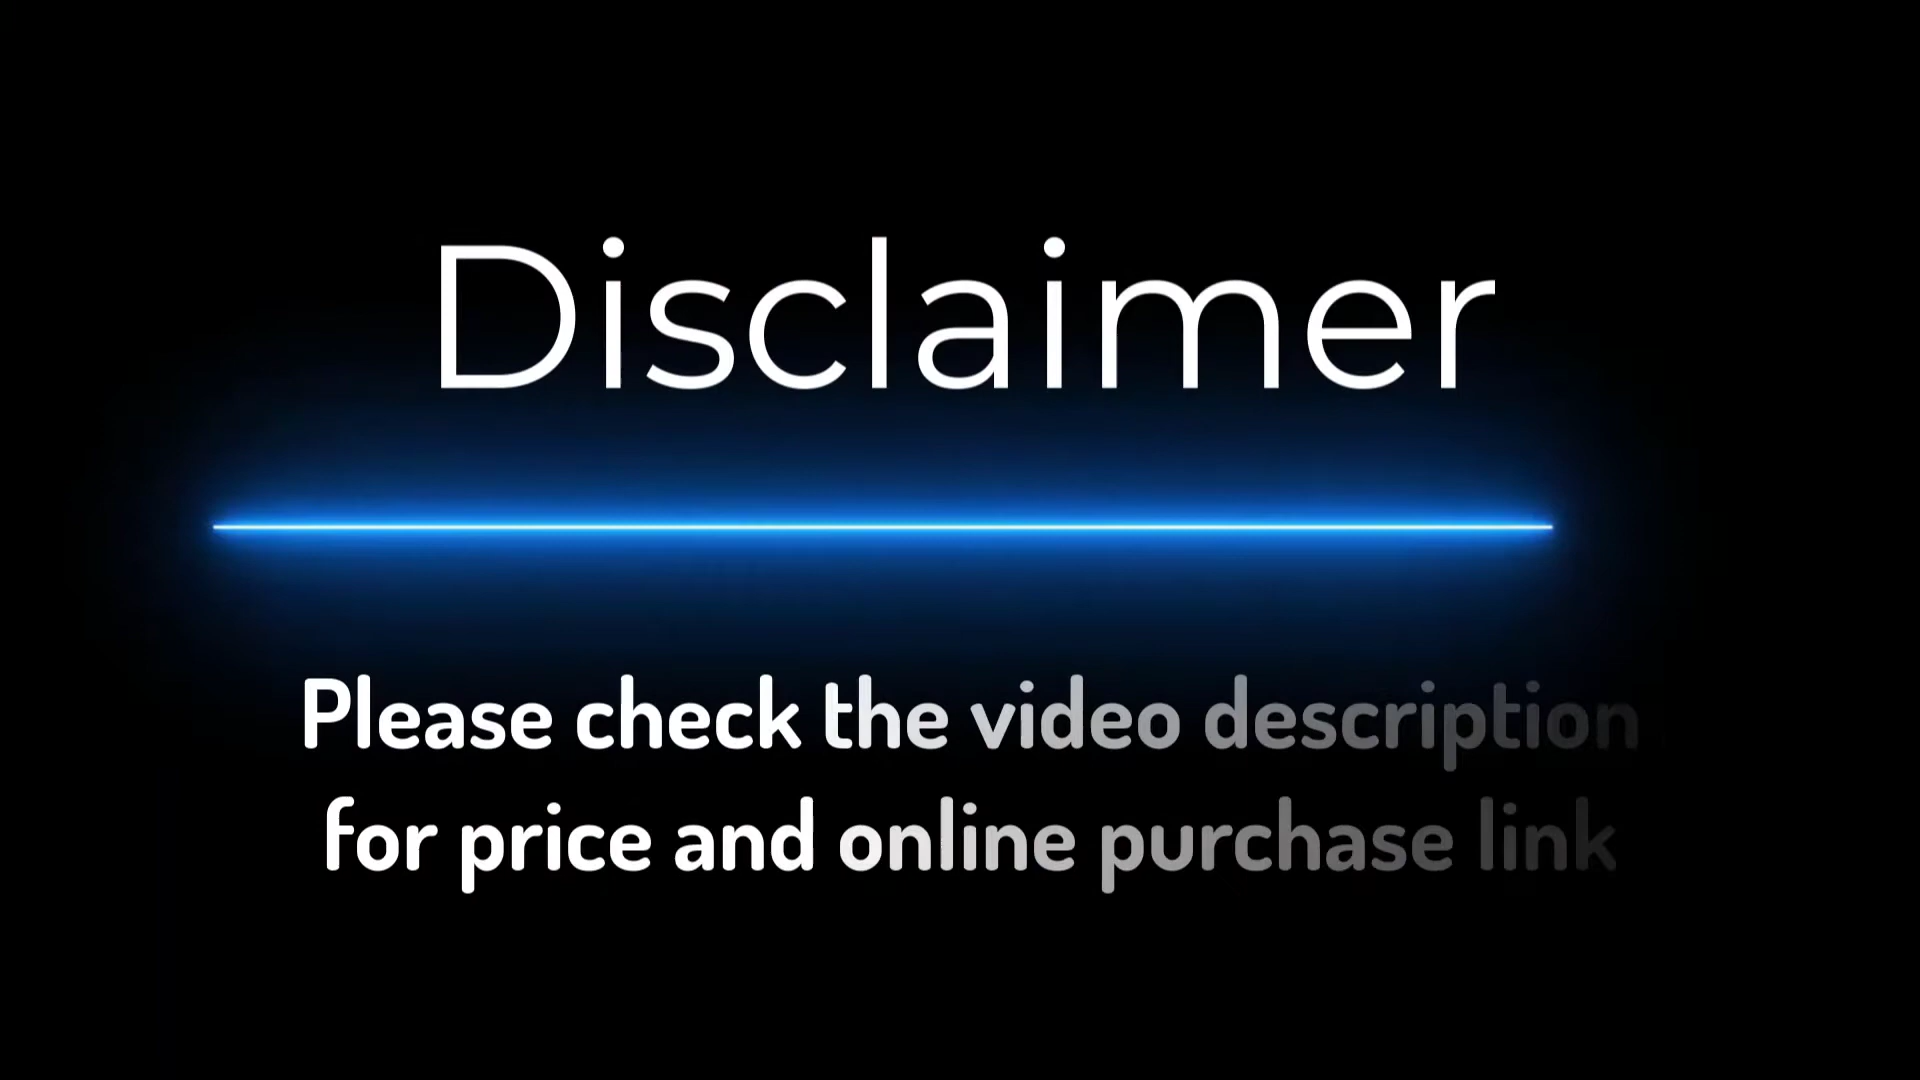 Disclaimer
Please check the video description
for price and online purchase link